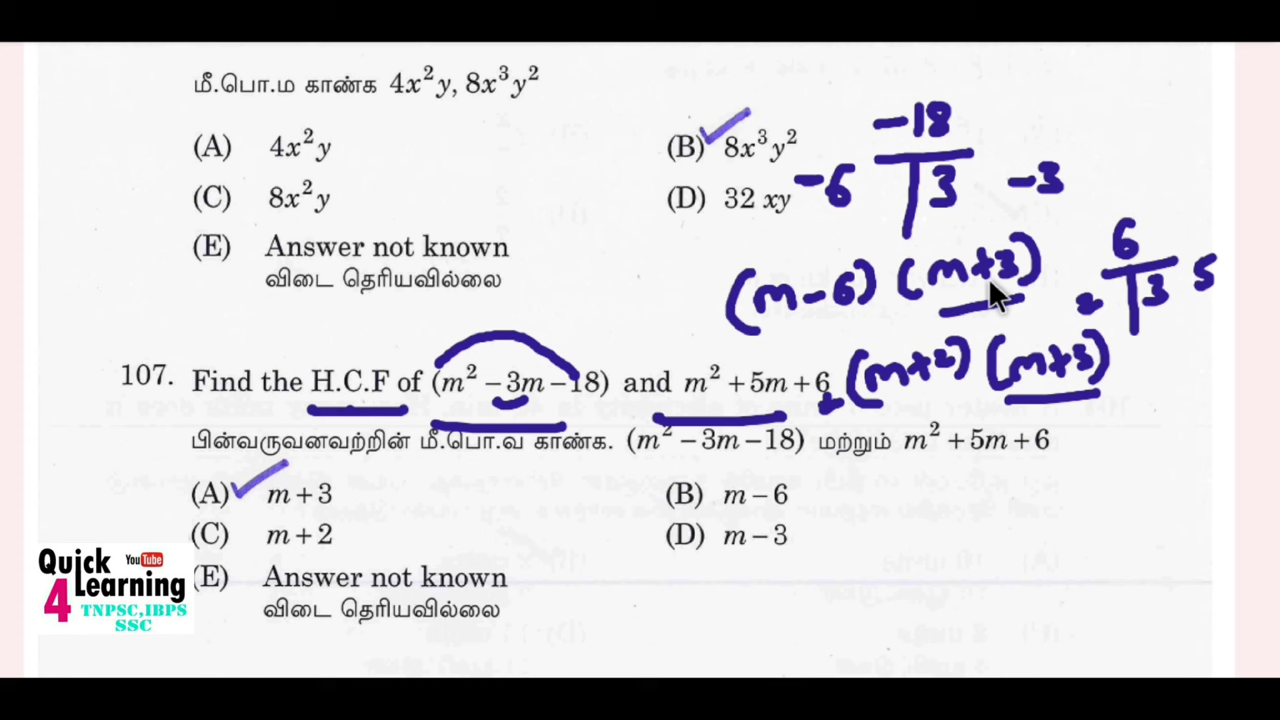 மீ.பொ.ம காண்க 4x²y, 8x³y²
(A) 4x²y (B) 8x³y²
(C) 8x²y (D) 32 xy
(E) Answer not known
விடை தெரியவில்லை
-18
-6 3 -3
(m-6) (m+3)
6
2 3 5
(m+2) (m+3)
107. Find the H.C.F of (m² − 3m − 18) and m² + 5m + 6
பின்வருவனவற்றின் மீ.பொ.வ காண்க. (m² − 3m − 18) மற்றும் m² + 5m + 6
(A) m + 3 (B) m − 6
(C) m + 2 (D) m − 3
(E) Answer not known
விடை தெரியவில்லை
Quick YouTube
Learning
4 TNPSC,IBPS
SSC